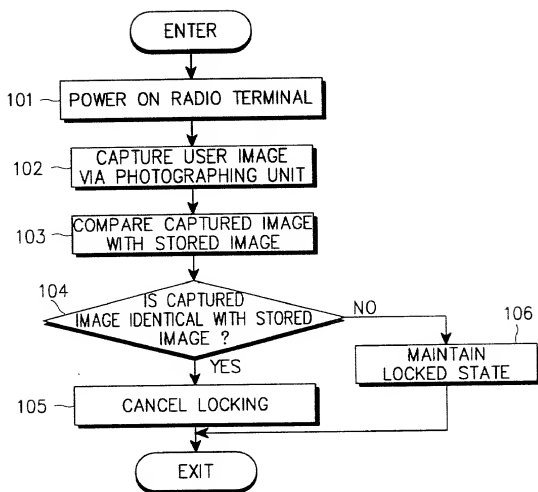 ENTER
101
POWER ON RADIO TERMINAL
102
CAPTURE USER IMAGE
VIA PHOTOGRAPHING UNIT
103
COMPARE CAPTURED IMAGE
WITH STORED IMAGE
104
IS CAPTURED
IMAGE IDENTICAL WITH STORED
IMAGE ?
NO
YES
106
MAINTAIN
LOCKED STATE
105
CANCEL LOCKING
EXIT